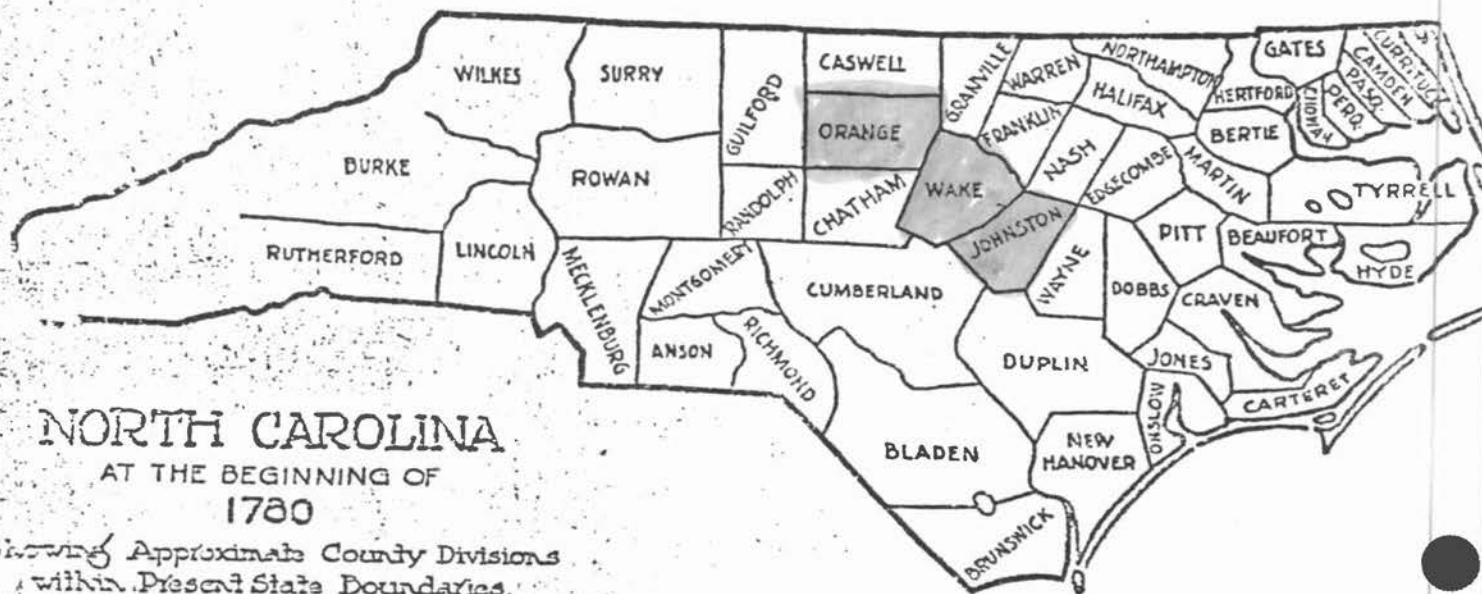 WILKES
SURRY
GUILFORD
CASWELL
GRANVILLE
WARREN
NORTHAMPTON
GATES
CURRITUCK
CAMDEN
PASQ.
PERQ.
CHOWAN
HERTFORD
HALIFAX
FRANKLIN
ORANGE
BERTIE
BURKE
ROWAN
RANDOLPH
CHATHAM
WAKE
NASH
EDGECOMBE
MARTIN
TYRRELL
RUTHERFORD
LINCOLN
MECKLENBURG
MONTGOMERY
CUMBERLAND
JOHNSTON
WAYNE
DOBBS
PITT
BEAUFORT
HYDE
CRAVEN
ANSON
RICHMOND
DUPLIN
JONES
CARTERET
ONSLOW
BLADEN
NEW
HANOVER
BRUNSWICK
NORTH CAROLINA
AT THE BEGINNING OF
1780
Approximate County Divisions
within Present State Boundaries.